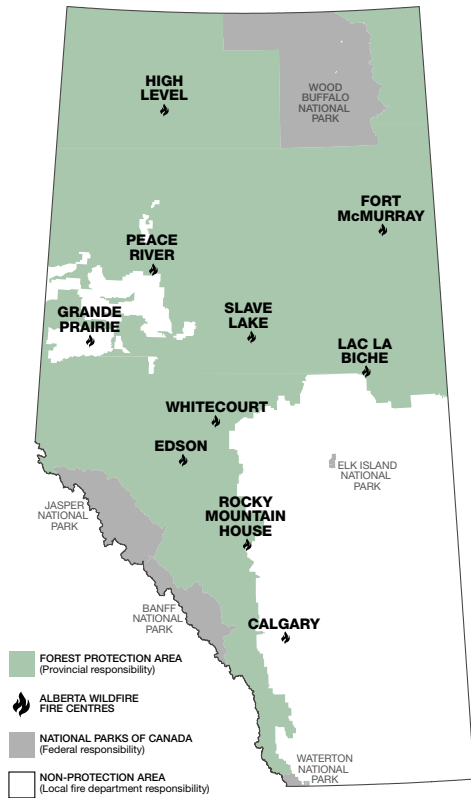 HIGH
LEVEL
WOOD
BUFFALO
NATIONAL
PARK
FORT
McMURRAY
PEACE
RIVER
GRANDE
PRAIRIE
SLAVE
LAKE
LAC LA
BICHE
WHITECOURT
EDSON
ELK ISLAND
NATIONAL
PARK
JASPER
NATIONAL
PARK
ROCKY
MOUNTAIN
HOUSE
BANFF
NATIONAL
PARK
CALGARY
WATERTON
NATIONAL
PARK
FOREST PROTECTION AREA
(Provincial responsibility)
ALBERTA WILDFIRE
FIRE CENTRES
NATIONAL PARKS OF CANADA
(Federal responsibility)
NON-PROTECTION AREA
(Local fire department responsibility)